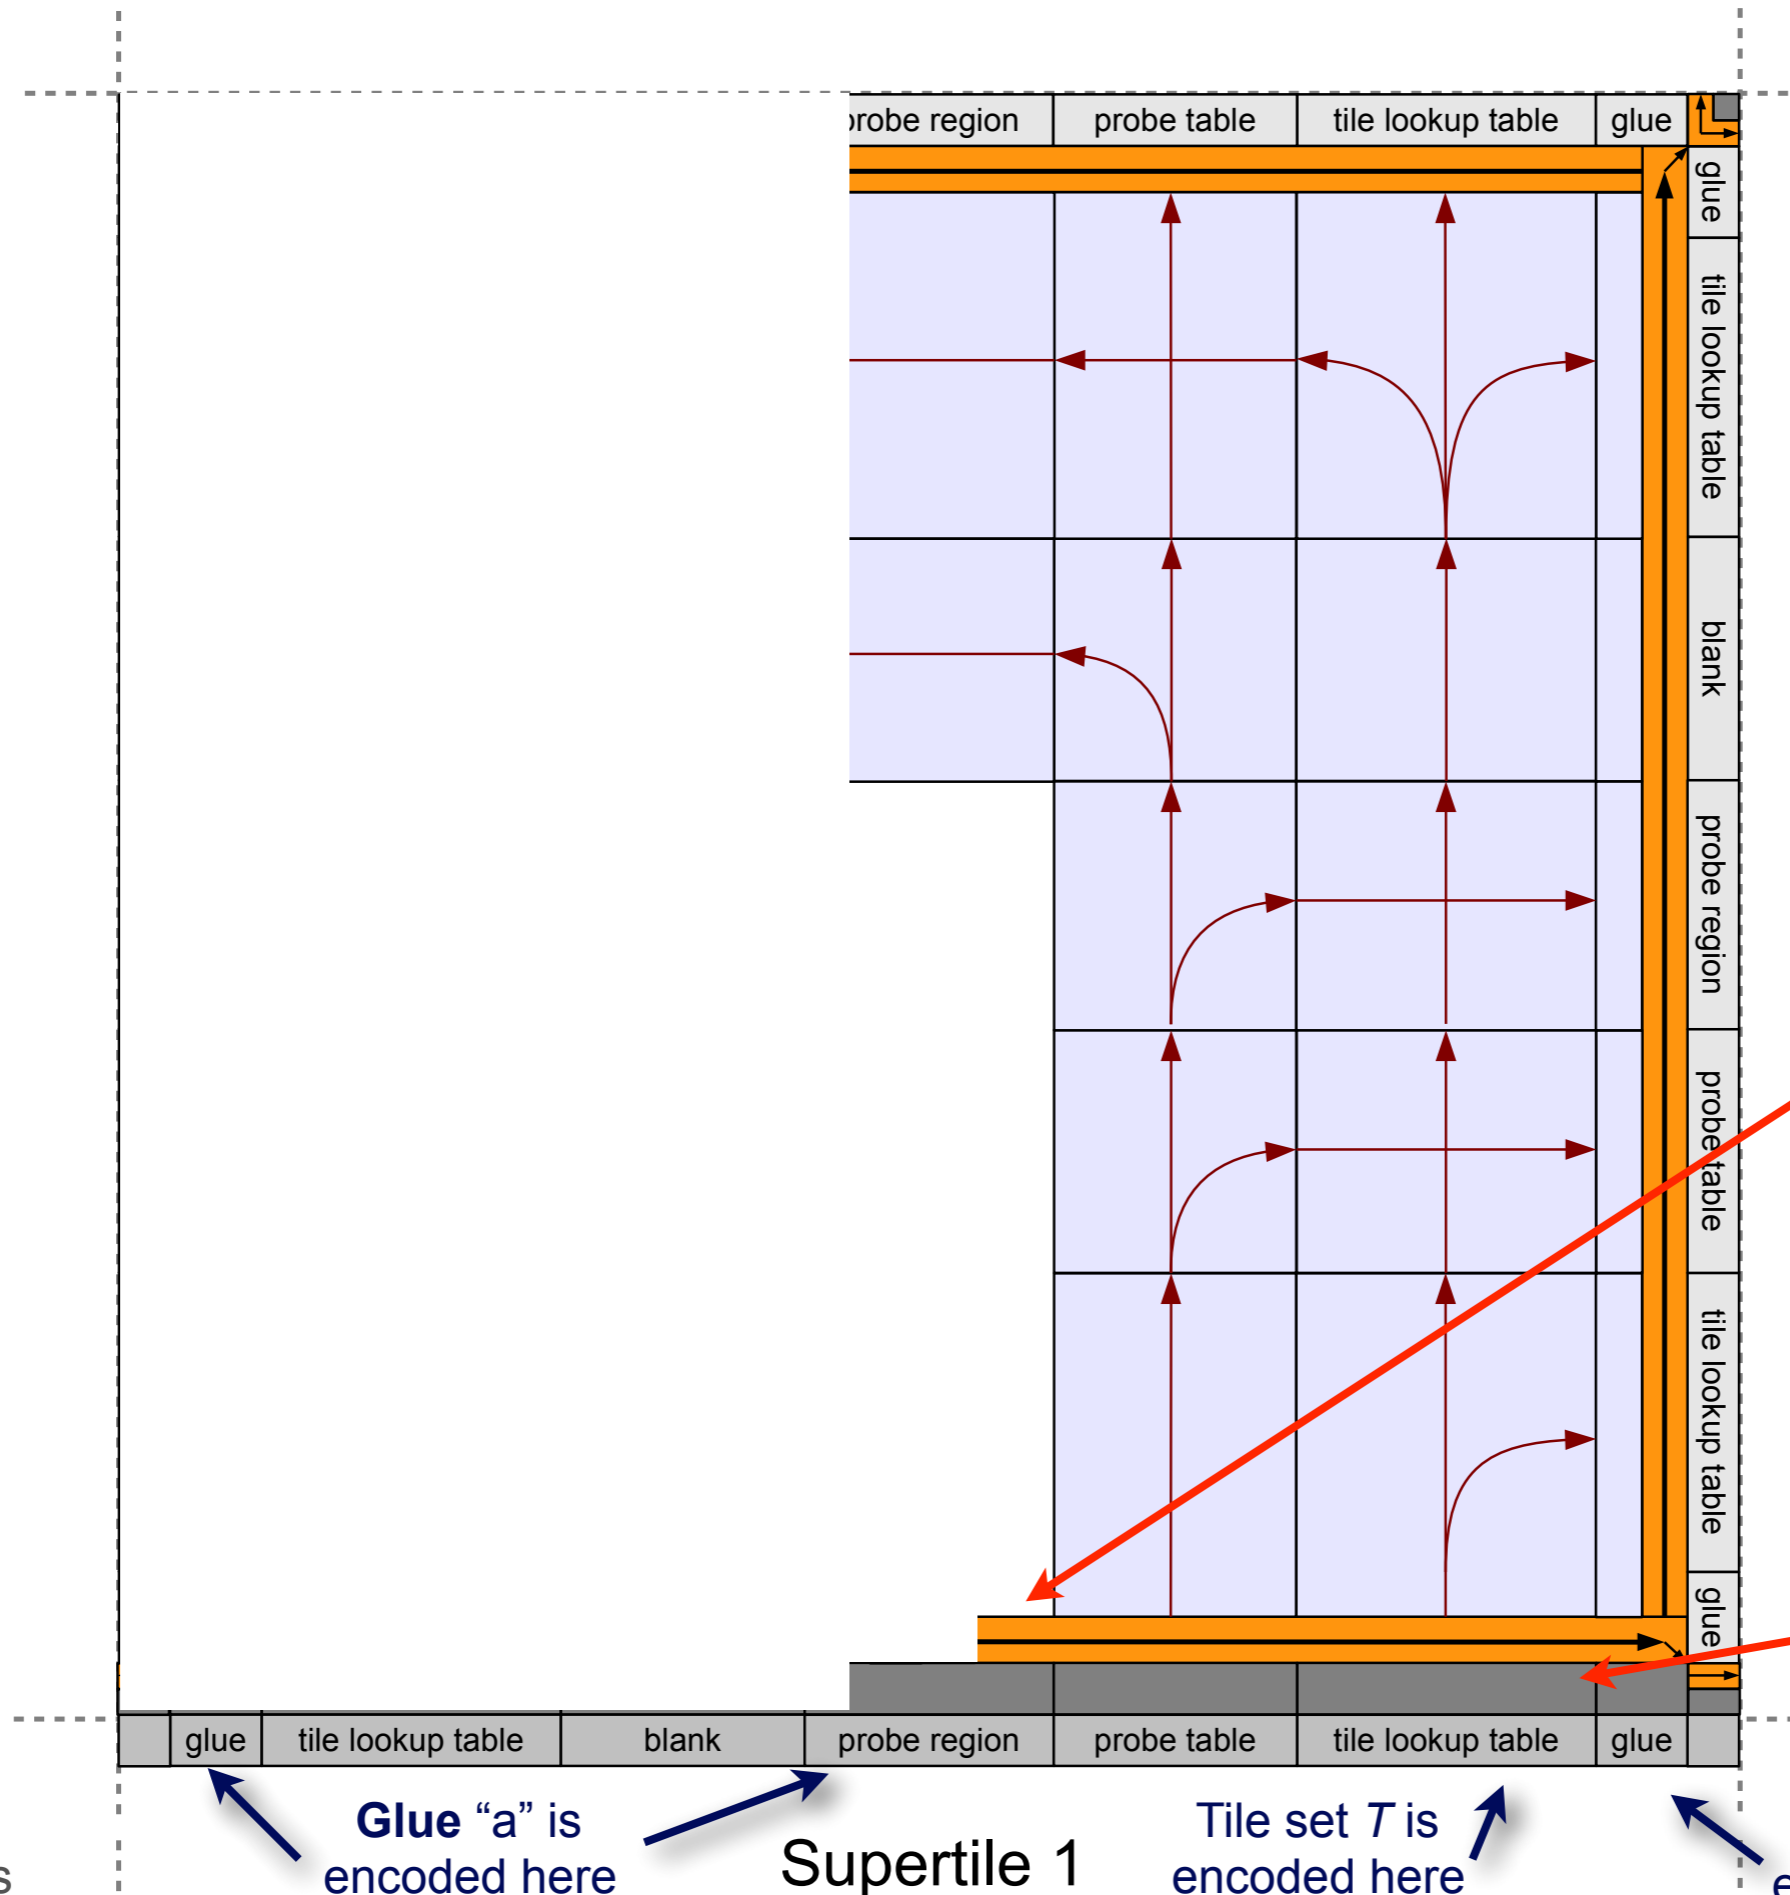 probe region probe table tile lookup table glue
glue
tile lookup table
blank
probe region
probe table
tile lookup table
glue
glue tile lookup table blank probe region probe table tile lookup table glue
Glue “a” is
encoded here
Supertile 1
Tile set T is
encoded here
s
e